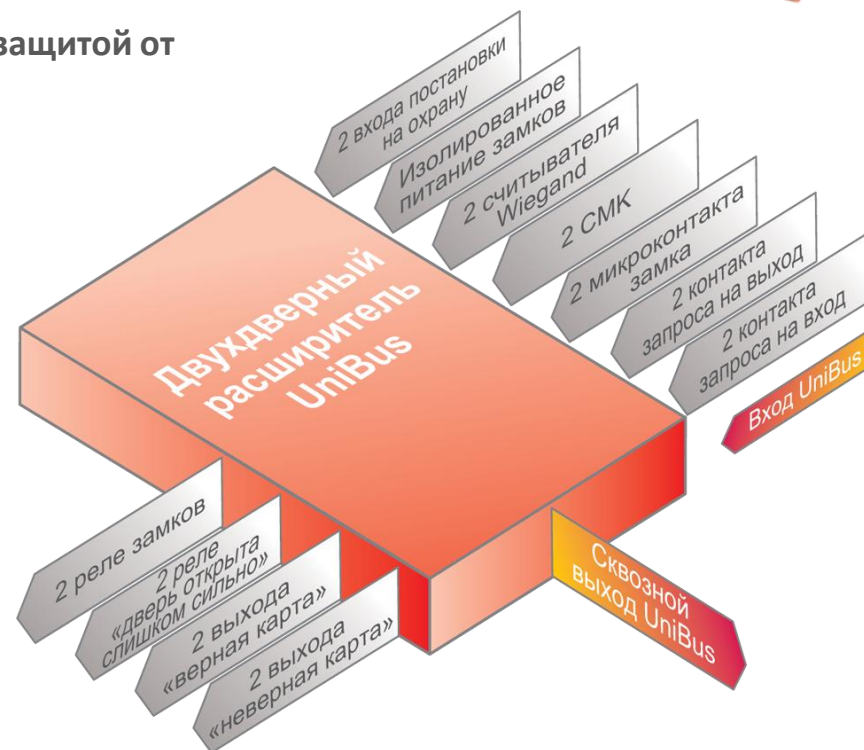 защитой от
2 входа постановки
на охрану
Изолированное
питание замков
2 считывателя
Wiegand
2 СМК
2 микроконтакта
замка
2 контакта
запроса на выход
2 контакта
запроса на вход
Вход UniBus
Двухдверный
расширитель
UniBus
2 реле замков
2 реле
«дверь открыта
слишком сильно»
2 выхода
«верная карта»
2 выхода
«неверная карта»
Сквозной
выход UniBus